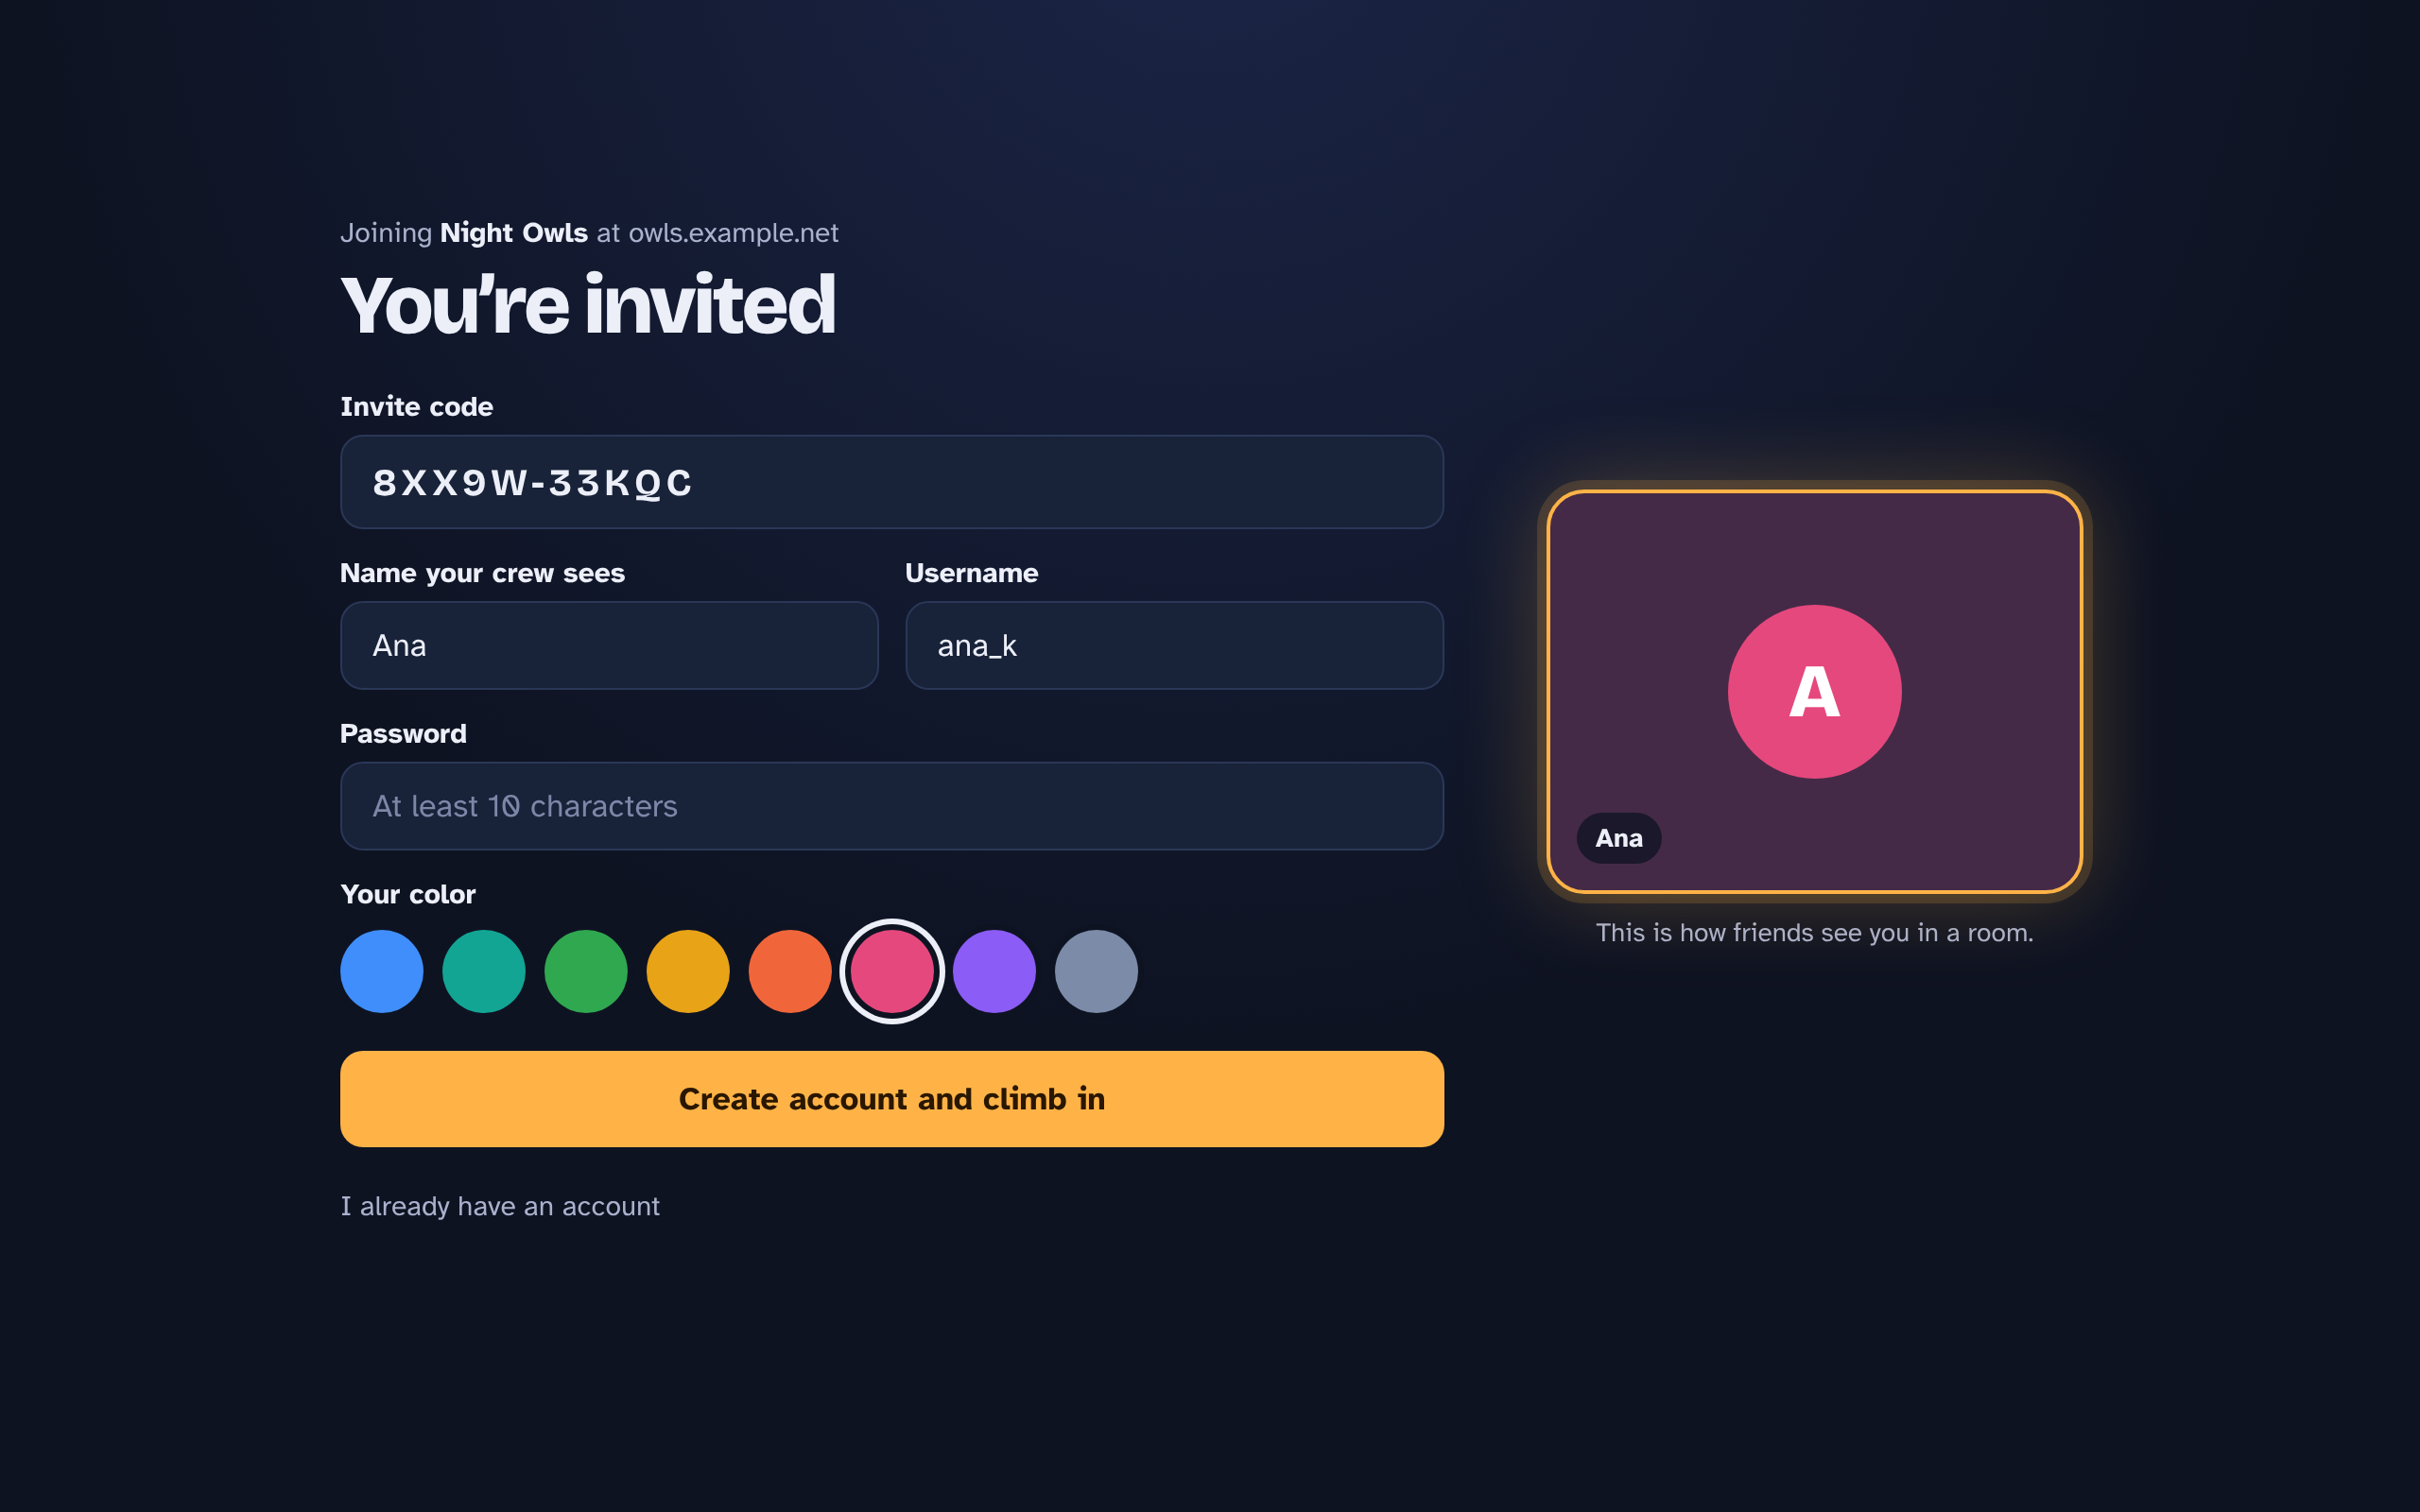 Joining Night Owls at owls.example.net
You’re invited
Invite code
8XX9W-33KQC
Name your crew sees
Username
Ana
ana_k
Password
At least 10 characters
Your color
Create account and climb in
I already have an account
A
Ana
This is how friends see you in a room.